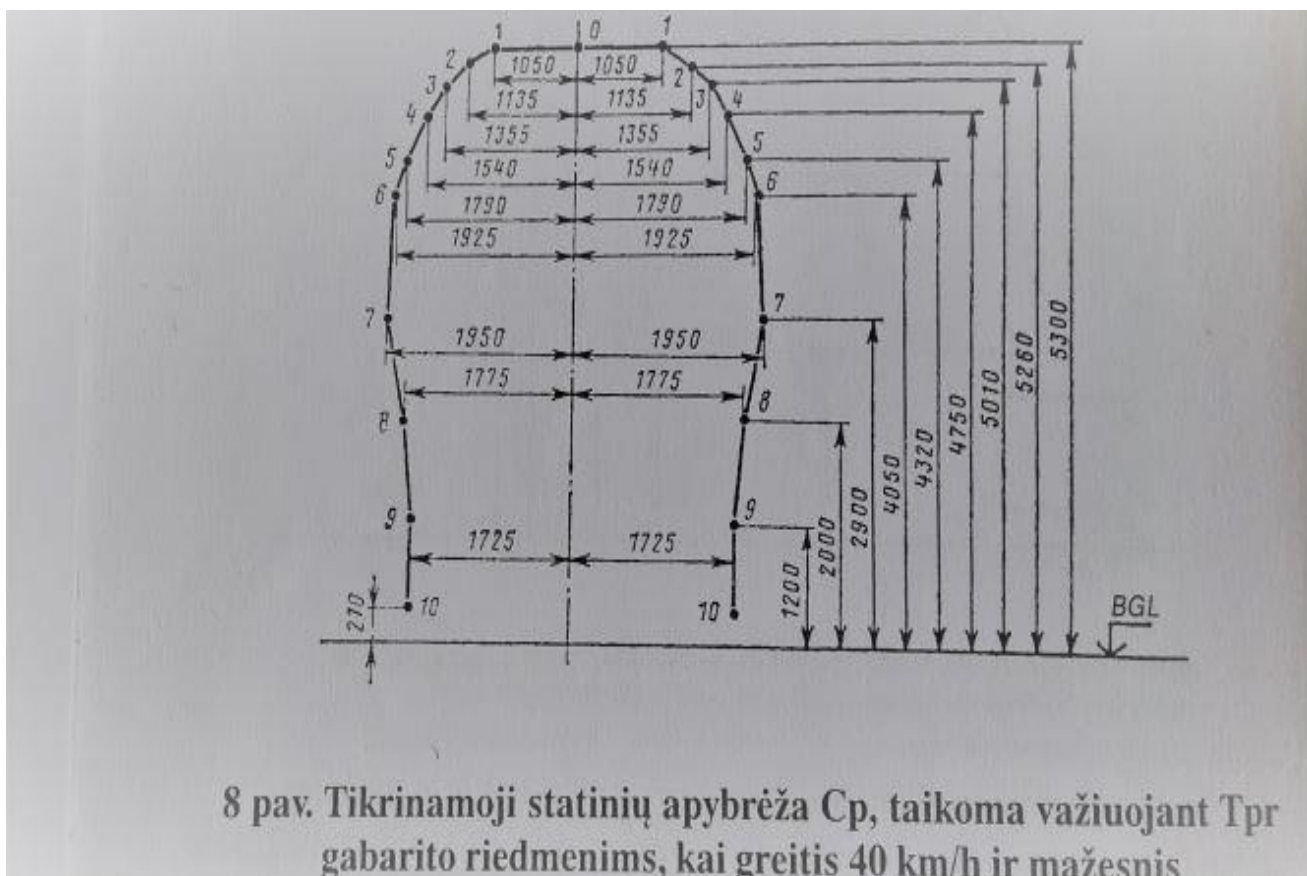 1 0 1
2 1050 1050 2
3 1135 1135 3
4 1355 1355 4
5 1540 1540 5
6 1790 1790 6
1925 1925
7 7
1950 1950
1775 1775
8 8
9 9
1725 1725
10 10
270
1200
2000
2900
4050
4320
4750
5010
5260
5300
BGL
8 pav. Tikrinamoji statinių apybrėža Cp, taikoma važiuojant Tpr
gabarito riedmenims, kai greitis 40 km/h ir mažesnis